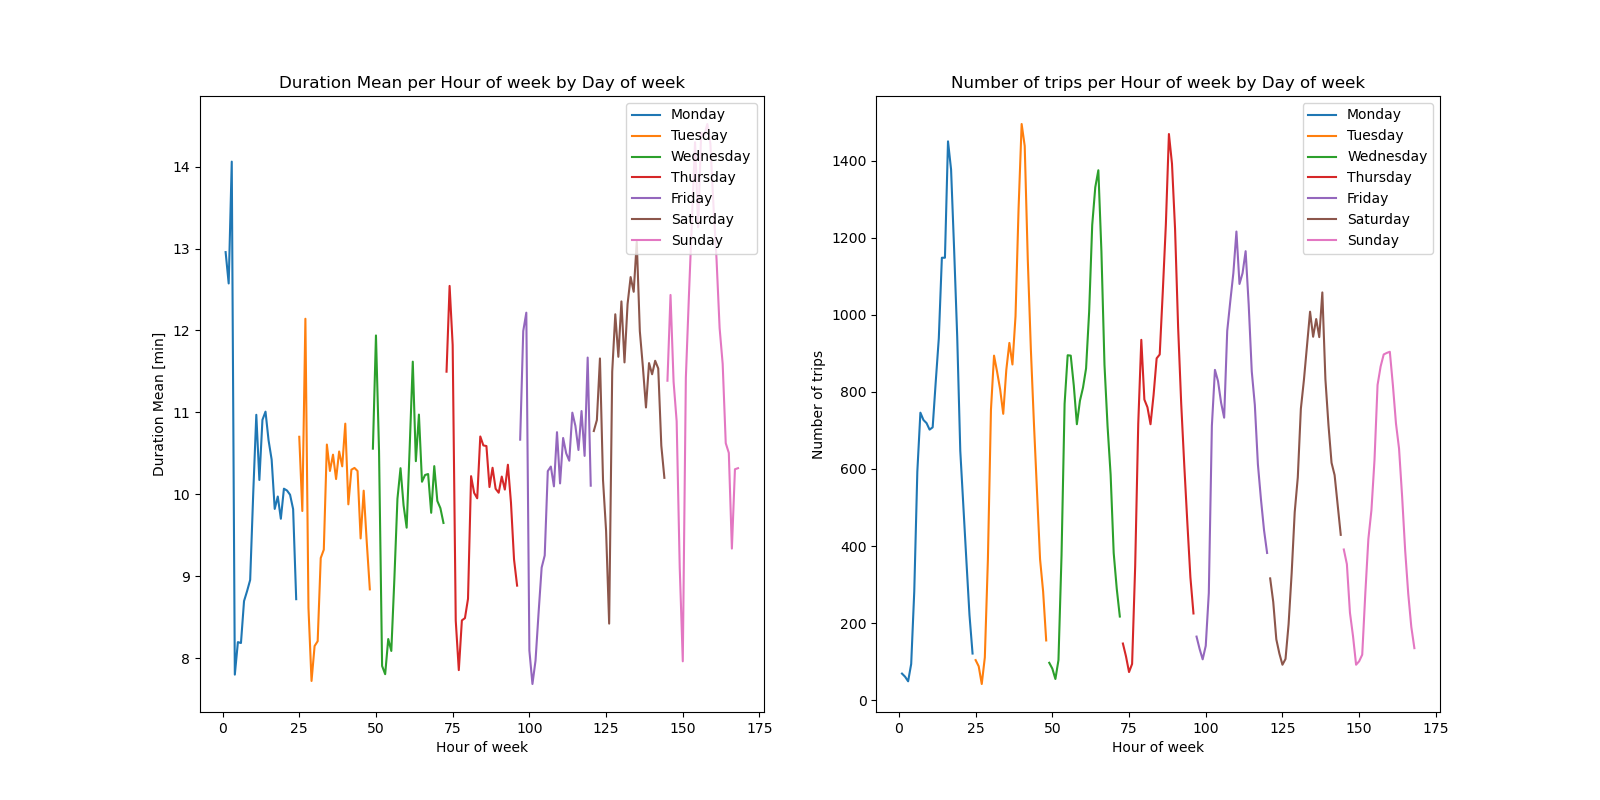 Duration Mean per Hour of week by Day of week
Duration Mean [min]
14
13
12
11
10
9
8
Monday
Tuesday
Wednesday
Thursday
Friday
Saturday
Sunday
0 25 50 75 100 125 150 175
Hour of week
Number of trips per Hour of week by Day of week
Number of trips
1400
1200
1000
800
600
400
200
0
Monday
Tuesday
Wednesday
Thursday
Friday
Saturday
Sunday
0 25 50 75 100 125 150 175
Hour of week